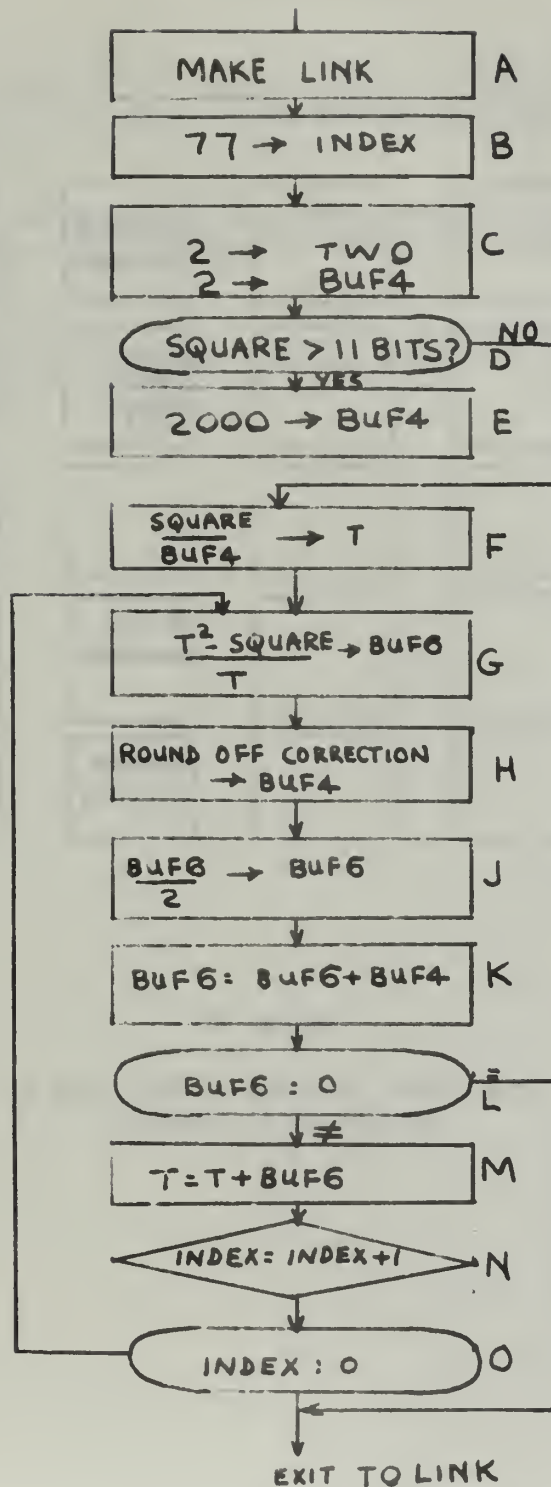 MAKE LINK A
77 → INDEX B
2 → TWO
2 → BUF4
C
SQUARE > 11 BITS? NO
D
YES
2000 → BUF4 E
SQUARE
BUF4 → T
F
T² - SQUARE → BUF6
T
G
ROUND OFF CORRECTION
→ BUF4
H
BUF6 → BUF6
2
J
BUF6 = BUF6 + BUF4 K
BUF6 : 0 =
L
≠
T = T + BUF6 M
INDEX = INDEX + 1 N
INDEX : 0 O
EXIT TO LINK